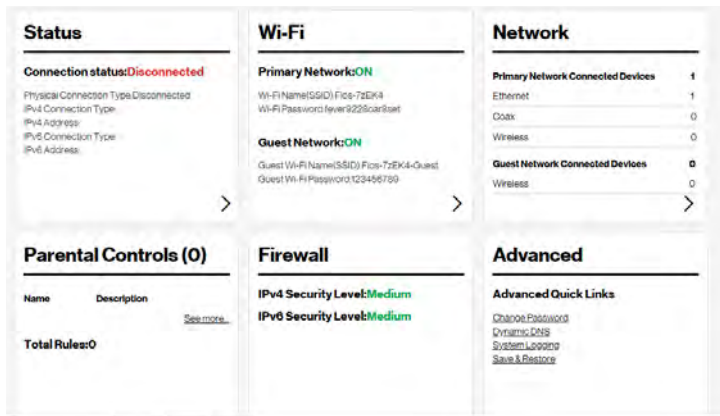 Status
Connection status:Disconnected
Physical Connection Type:Disconnected
IPv4 Connection Type:
IPv4 Address:
IPv6 Connection Type:
IPv6 Address:
Wi-Fi
Primary Network:ON
Wi-Fi Name(SSID):Fios-7zEK4
Wi-Fi Password:fever9228oar8set
Guest Network:ON
Guest Wi-Fi Name(SSID):Fios-7zEK4-Guest
Guest Wi-Fi Password:123456789
Network
Primary Network Connected Devices 1
Ethernet 1
Coax 0
Wireless 0
Guest Network Connected Devices 0
Wireless 0
Parental Controls (0)
Name Description
See more...
Total Rules:0
Firewall
IPv4 Security Level:Medium
IPv6 Security Level:Medium
Advanced
Advanced Quick Links
Change Password
Dynamic DNS
System Logging
Save & Restore